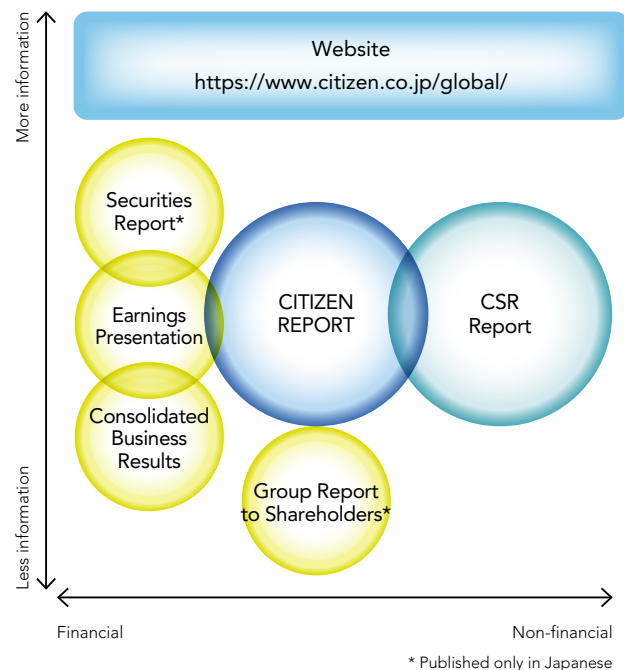 More information
Website
https://www.citizen.co.jp/global/
Securities
Report*
Earnings
Presentation
Consolidated
Business
Results
CITIZEN
REPORT
CSR
Report
Group Report
to Shareholders*
Less information
Financial
Non-financial
* Published only in Japanese